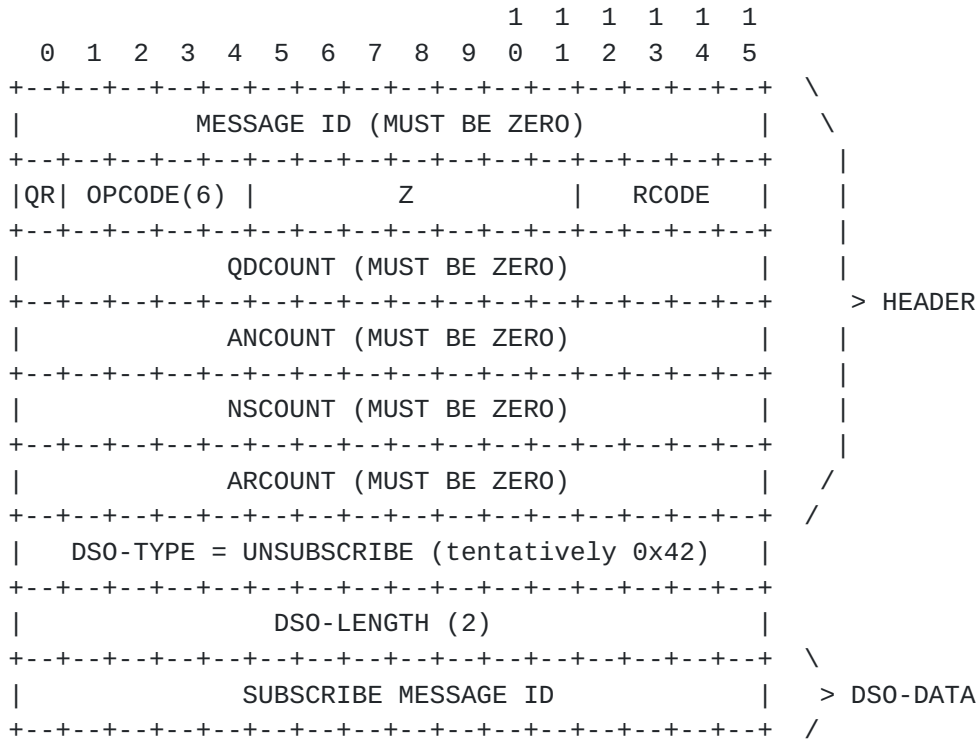 1  1  1  1  1  1
  0  1  2  3  4  5  6  7  8  9  0  1  2  3  4  5
+--+--+--+--+--+--+--+--+--+--+--+--+--+--+--+--+  \
|           MESSAGE ID (MUST BE ZERO)           |   \
+--+--+--+--+--+--+--+--+--+--+--+--+--+--+--+--+    |
|QR| OPCODE(6) |         Z          |   RCODE   |    |
+--+--+--+--+--+--+--+--+--+--+--+--+--+--+--+--+    |
|             QDCOUNT (MUST BE ZERO)            |    |
+--+--+--+--+--+--+--+--+--+--+--+--+--+--+--+--+     > HEADER
|             ANCOUNT (MUST BE ZERO)            |    |
+--+--+--+--+--+--+--+--+--+--+--+--+--+--+--+--+    |
|             NSCOUNT (MUST BE ZERO)            |    |
+--+--+--+--+--+--+--+--+--+--+--+--+--+--+--+--+    |
|             ARCOUNT (MUST BE ZERO)            |   /
+--+--+--+--+--+--+--+--+--+--+--+--+--+--+--+--+  /
|   DSO-TYPE = UNSUBSCRIBE (tentatively 0x42)   |
+--+--+--+--+--+--+--+--+--+--+--+--+--+--+--+--+
|                DSO-LENGTH (2)                 |
+--+--+--+--+--+--+--+--+--+--+--+--+--+--+--+--+  \
|              SUBSCRIBE MESSAGE ID             |   > DSO-DATA
+--+--+--+--+--+--+--+--+--+--+--+--+--+--+--+--+  /